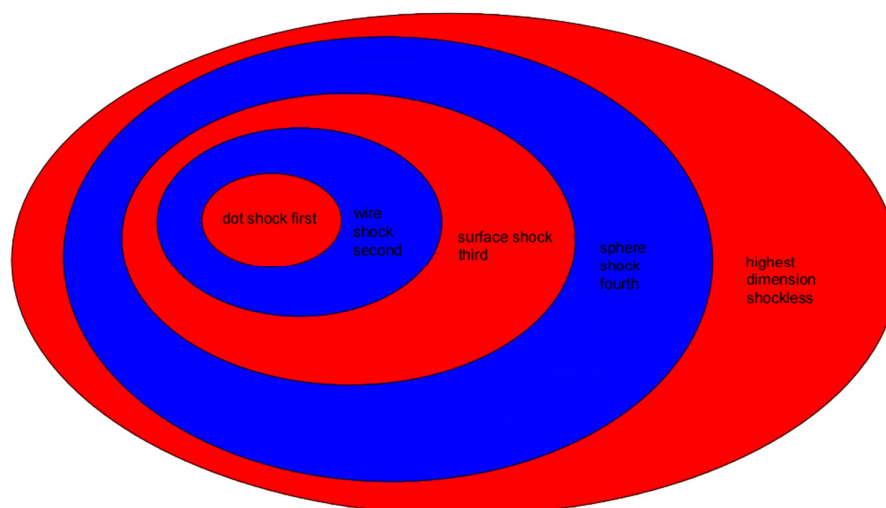 dot shock first
wire
shock
second
surface shock
third
sphere
shock
fourth
highest
dimension
shockless